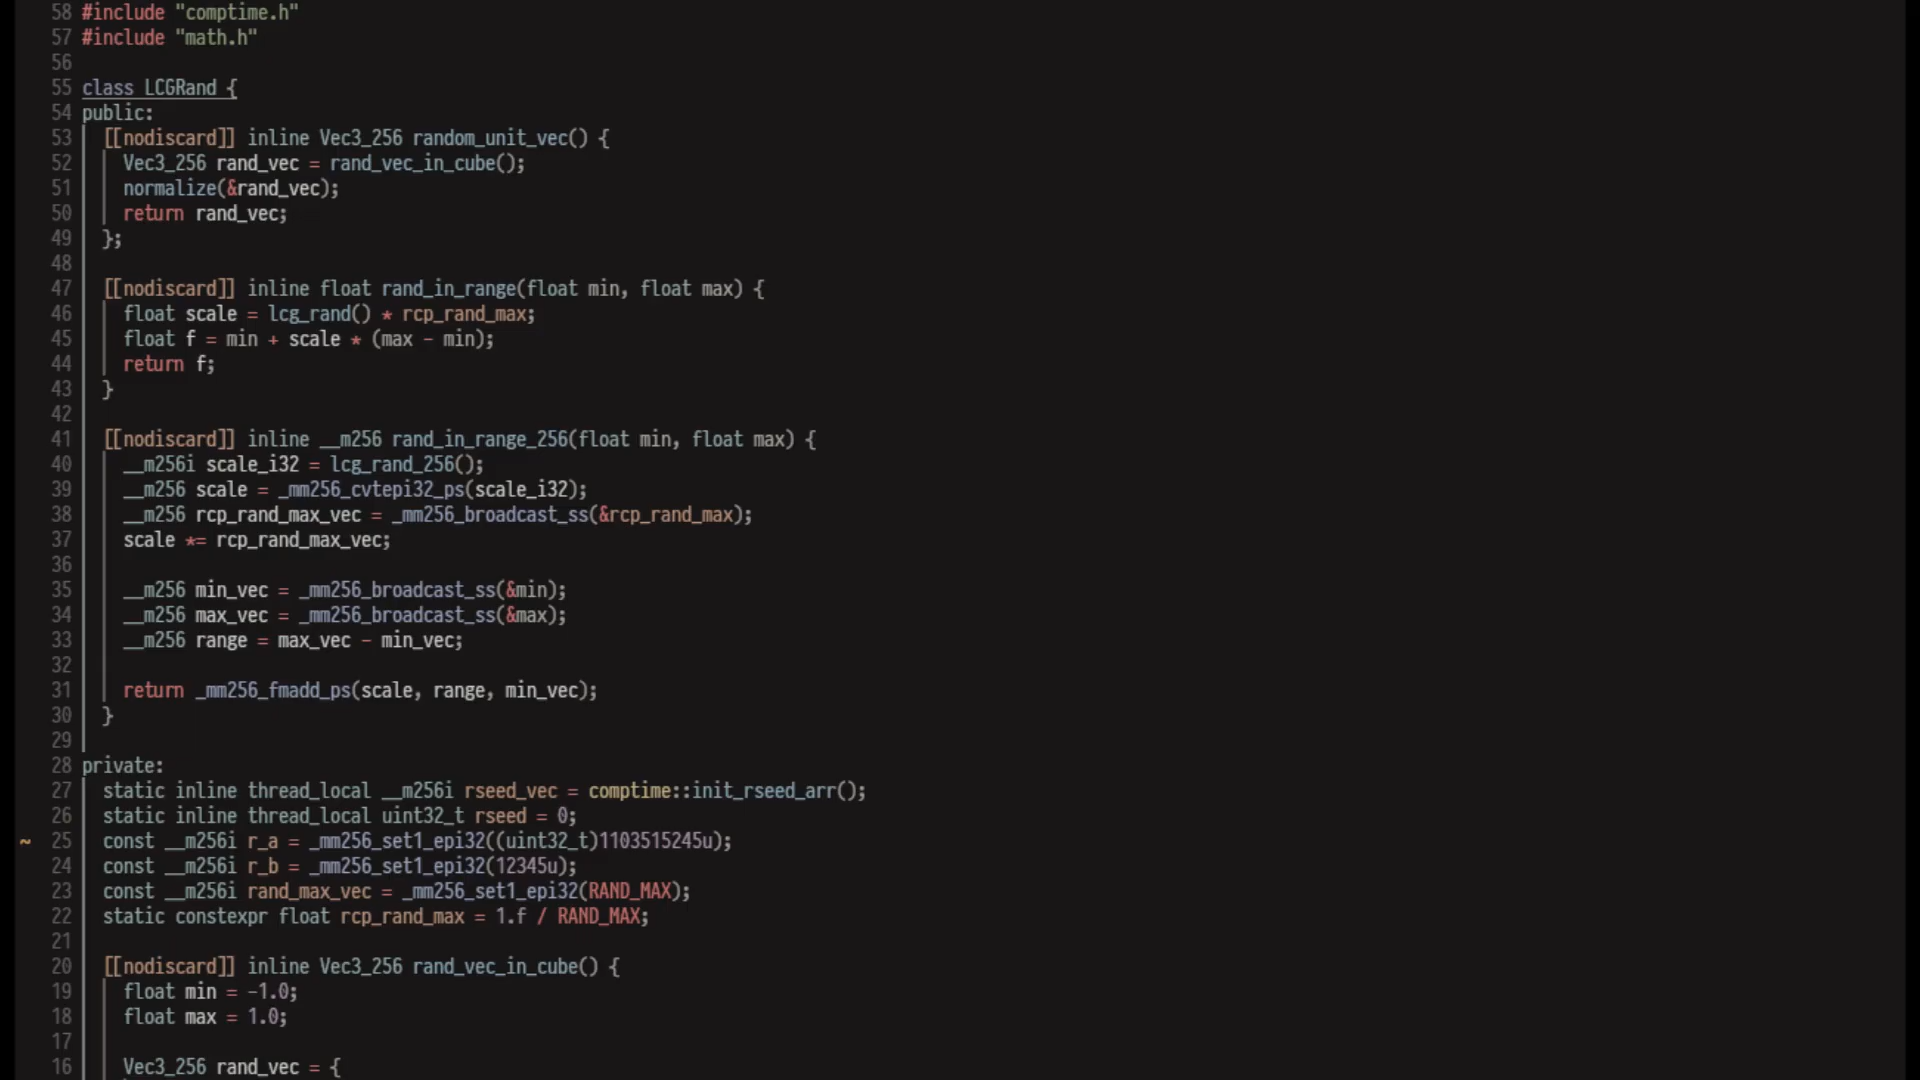 58 #include "comptime.h"
57 #include "math.h"
56
55 class LCGRand {
54 public:
53 [[nodiscard]] inline Vec3_256 random_unit_vec() {
52 Vec3_256 rand_vec = rand_vec_in_cube();
51 normalize(&rand_vec);
50 return rand_vec;
49 };
48
47 [[nodiscard]] inline float rand_in_range(float min, float max) {
46 float scale = lcg_rand() * rcp_rand_max;
45 float f = min + scale * (max - min);
44 return f;
43 }
42
41 [[nodiscard]] inline __m256 rand_in_range_256(float min, float max) {
40 __m256i scale_i32 = lcg_rand_256();
39 __m256 scale = _mm256_cvtepi32_ps(scale_i32);
38 __m256 rcp_rand_max_vec = _mm256_broadcast_ss(&rcp_rand_max);
37 scale *= rcp_rand_max_vec;
36
35 __m256 min_vec = _mm256_broadcast_ss(&min);
34 __m256 max_vec = _mm256_broadcast_ss(&max);
33 __m256 range = max_vec - min_vec;
32
31 return _mm256_fmadd_ps(scale, range, min_vec);
30 }
29
28 private:
27 static inline thread_local __m256i rseed_vec = comptime::init_rseed_arr();
26 static inline thread_local uint32_t rseed = 0;
~ 25 const __m256i r_a = _mm256_set1_epi32((uint32_t)1103515245u);
24 const __m256i r_b = _mm256_set1_epi32(12345u);
23 const __m256i rand_max_vec = _mm256_set1_epi32(RAND_MAX);
22 static constexpr float rcp_rand_max = 1.f / RAND_MAX;
21
20 [[nodiscard]] inline Vec3_256 rand_vec_in_cube() {
19 float min = -1.0;
18 float max = 1.0;
17
16 Vec3_256 rand_vec = {